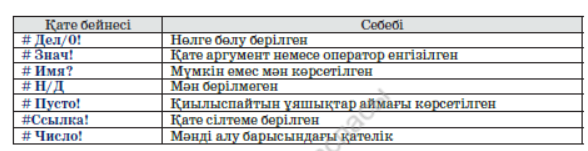 Қате бейнесі Себебі
# Дел/0! Нөлге бөлу берілген
# Знач! Қате аргумент немесе оператор енгізілген
# Имя? Мүмкін емес мән көрсетілген
# Н/Д Мән берілмеген
# Пусто! Қиылыспайтын ұяшықтар аймағы көрсетілген
#Ссылка! Қате сілтеме берілген
# Число! Мәнді алу барысындағы қателік